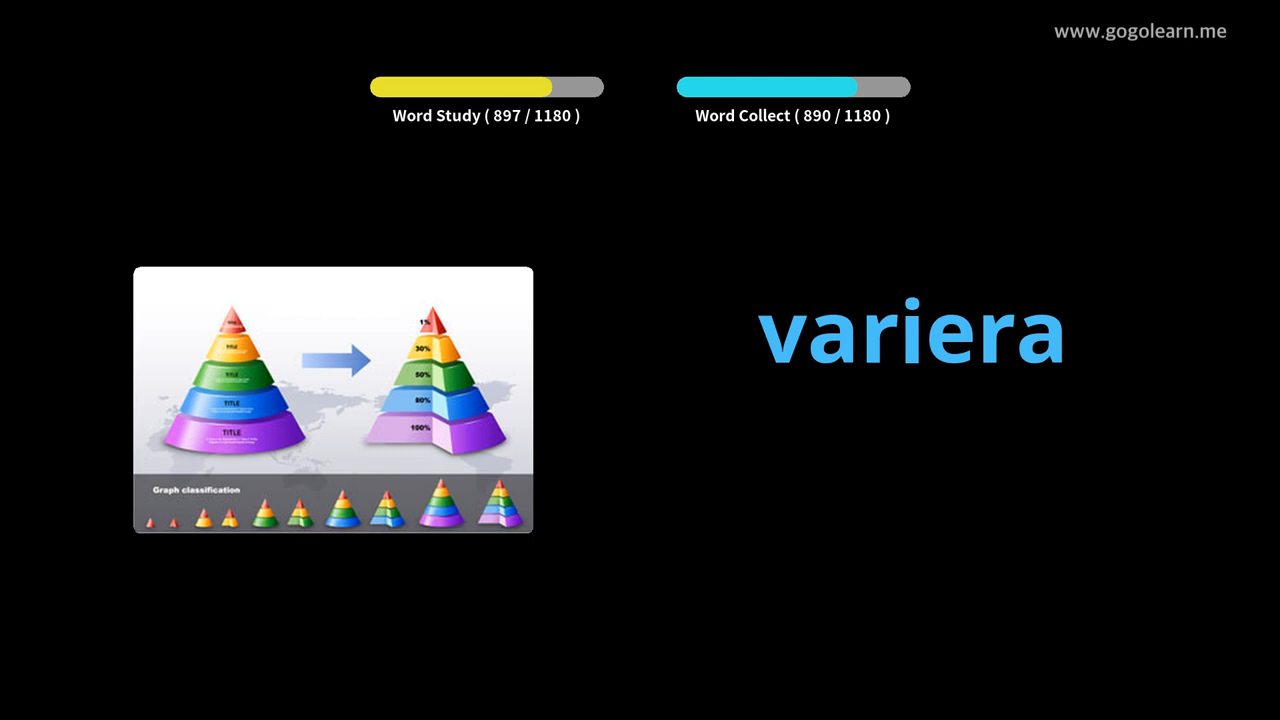 www.gogolearn.me
Word Study ( 897 / 1180 )
Word Collect ( 890 / 1180 )
variera
TITLE
TITLE
TITLE
TITLE
1%
30%
50%
80%
100%
Graph classification